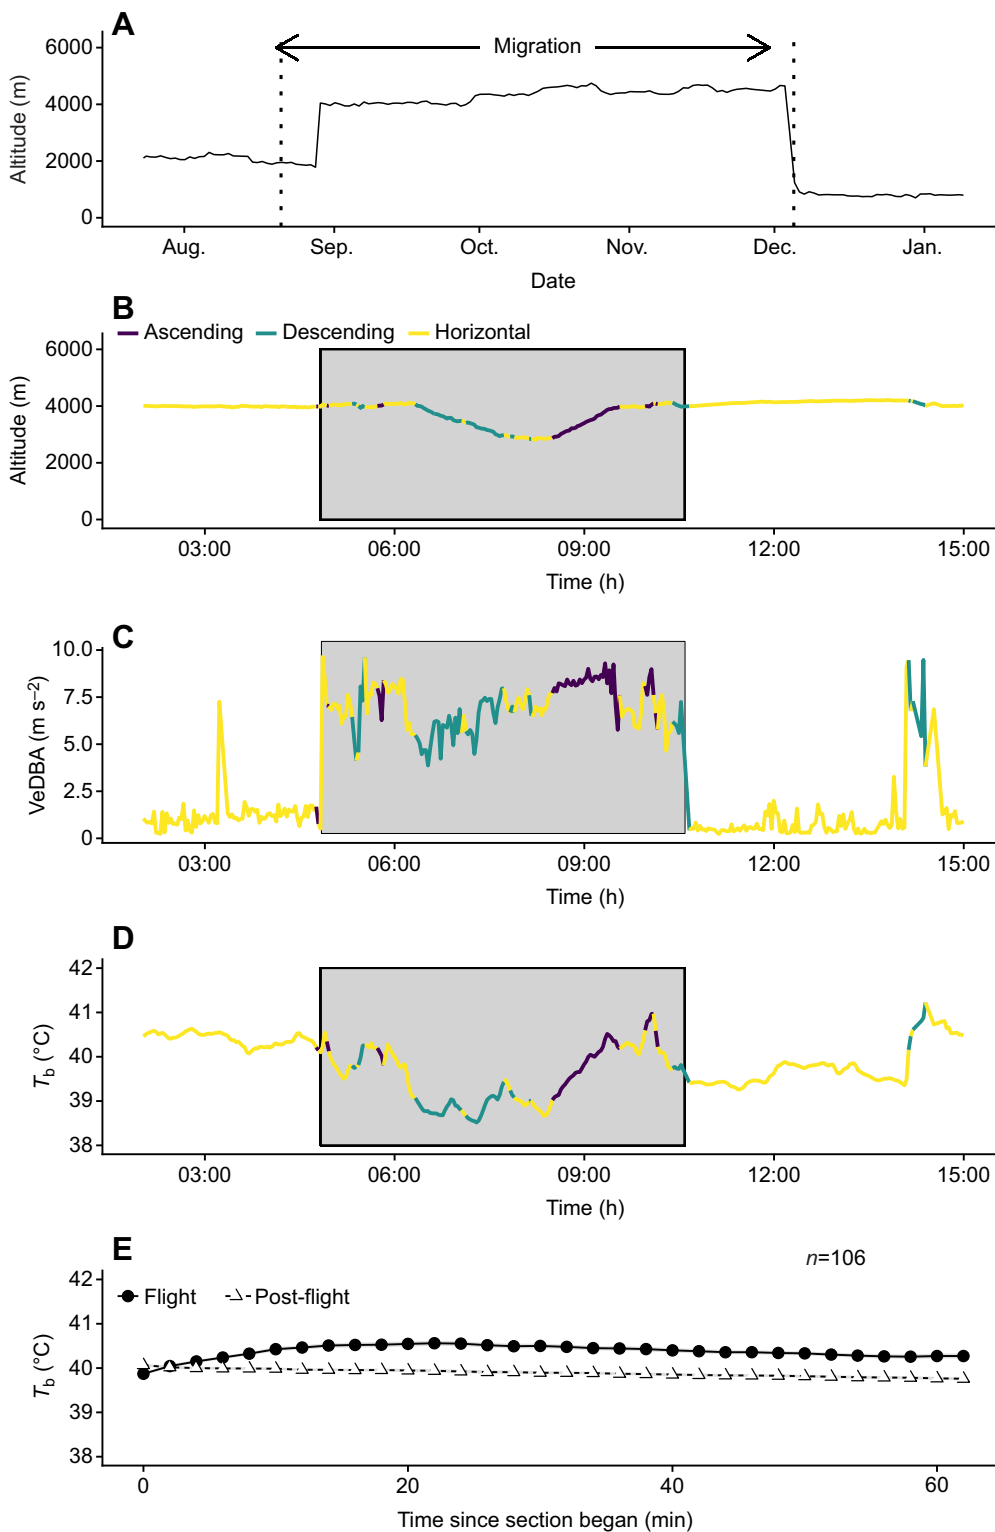 A
6000
4000
2000
0
Altitude (m)
Migration
Aug.
Sep.
Oct.
Nov.
Dec.
Jan.
Date
B
Ascending
Descending
Horizontal
6000
4000
2000
0
Altitude (m)
03:00
06:00
09:00
12:00
15:00
Time (h)
C
10.0
7.5
5.0
2.5
0
VeDBA (m s−2)
03:00
06:00
09:00
12:00
15:00
Time (h)
D
42
41
40
39
38
Tb (°C)
03:00
06:00
09:00
12:00
15:00
Time (h)
E
n=106
Flight
Post-flight
42
41
40
39
38
Tb (°C)
0
20
40
60
Time since section began (min)